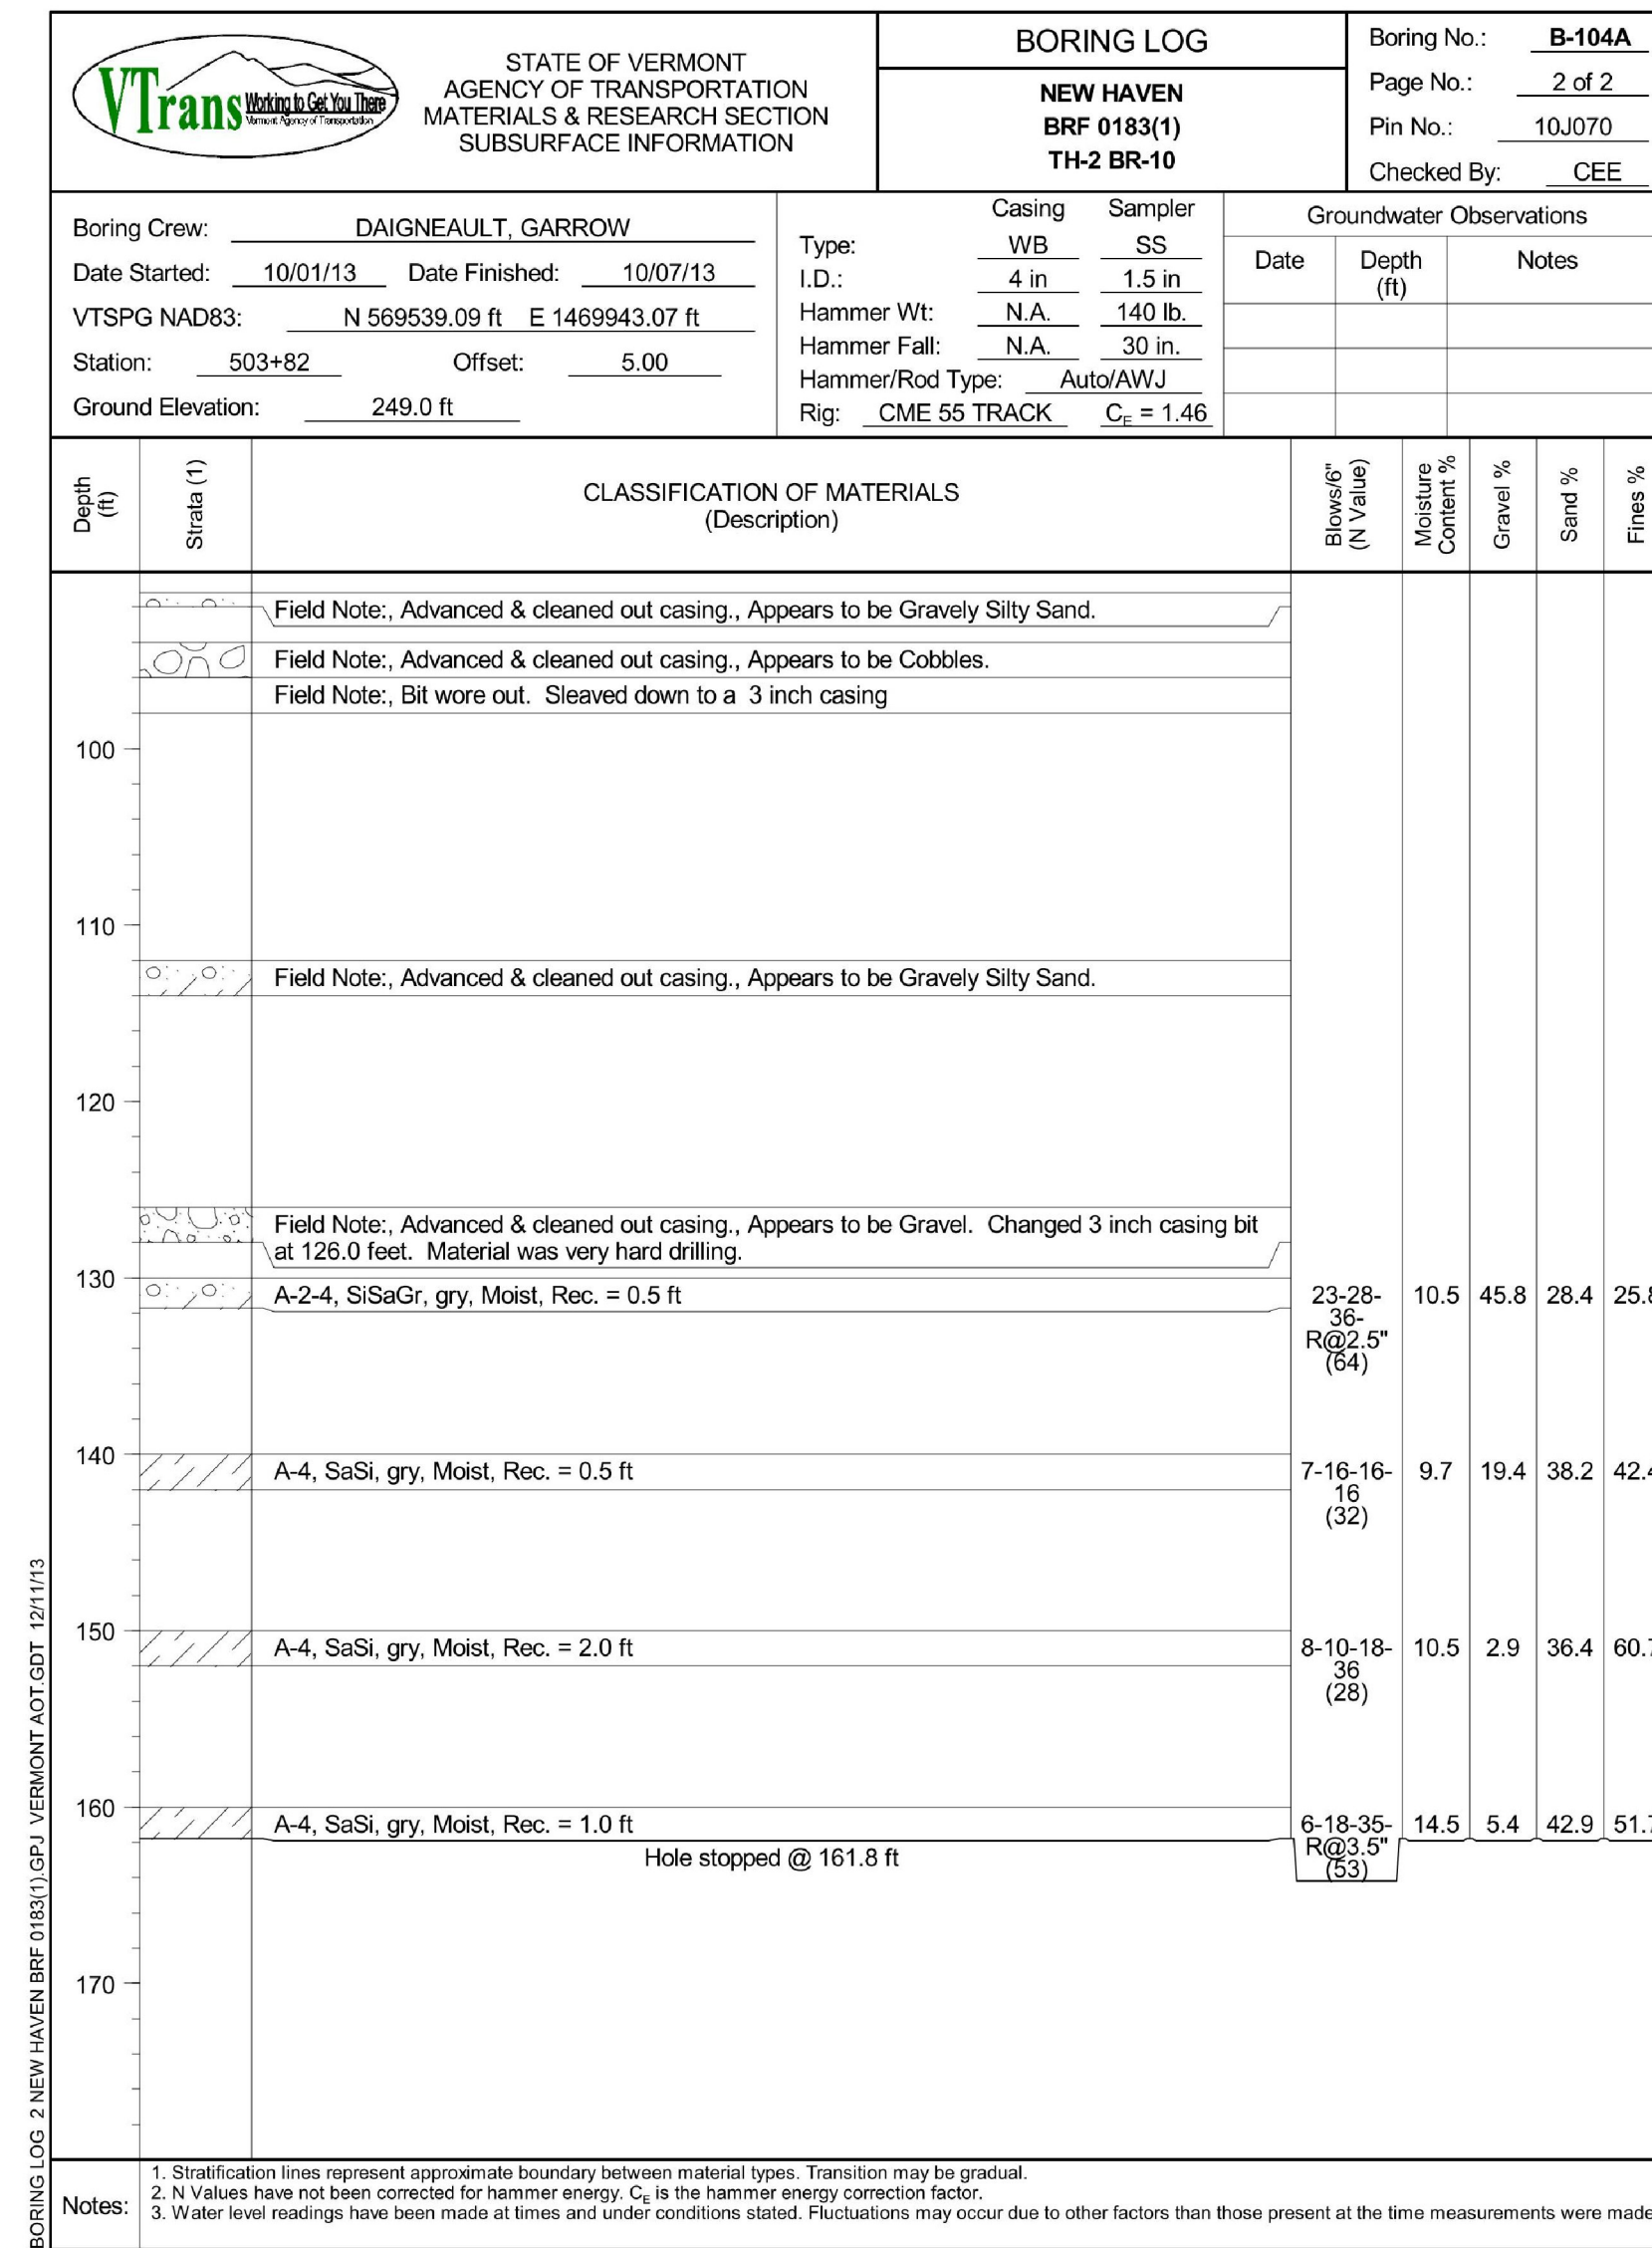 VTrans Working to Get You There
Vermont Agency of Transportation
STATE OF VERMONT
AGENCY OF TRANSPORTATION
MATERIALS & RESEARCH SECTION
SUBSURFACE INFORMATION
BORING LOG
NEW HAVEN
BRF 0183(1)
TH-2 BR-10
Boring No.: B-104A
Page No.: 2 of 2
Pin No.: 10J070
Checked By: CEE
Boring Crew: DAIGNEAULT, GARROW
Date Started: 10/01/13 Date Finished: 10/07/13
VTSPG NAD83: N 569539.09 ft E 1469943.07 ft
Station: 503+82 Offset: 5.00
Ground Elevation: 249.0 ft
Casing Sampler
Type: WB SS
I.D.: 4 in 1.5 in
Hammer Wt: N.A. 140 lb.
Hammer Fall: N.A. 30 in.
Hammer/Rod Type: Auto/AWJ
Rig: CME 55 TRACK CE = 1.46
Groundwater Observations
Date Depth (ft) Notes
Depth (ft)
Strata (1)
CLASSIFICATION OF MATERIALS
(Description)
Blows/6" (N Value)
Moisture Content %
Gravel %
Sand %
Fines %
Field Note:, Advanced & cleaned out casing., Appears to be Gravely Silty Sand.
Field Note:, Advanced & cleaned out casing., Appears to be Cobbles.
Field Note:, Bit wore out. Sleaved down to a 3 inch casing
100
110
Field Note:, Advanced & cleaned out casing., Appears to be Gravely Silty Sand.
120
Field Note:, Advanced & cleaned out casing., Appears to be Gravel. Changed 3 inch casing bit
at 126.0 feet. Material was very hard drilling.
130
A-2-4, SiSaGr, gry, Moist, Rec. = 0.5 ft 23-28- 10.5 45.8 28.4 25.8
36-
R@2.5"
(64)
140
A-4, SaSi, gry, Moist, Rec. = 0.5 ft 7-16-16- 9.7 19.4 38.2 42.4
16
(32)
150
A-4, SaSi, gry, Moist, Rec. = 2.0 ft 8-10-18- 10.5 2.9 36.4 60.7
36
(28)
160
A-4, SaSi, gry, Moist, Rec. = 1.0 ft 6-18-35- 14.5 5.4 42.9 51.7
R@3.5"
(53)
Hole stopped @ 161.8 ft
170
Notes:
1. Stratification lines represent approximate boundary between material types. Transition may be gradual.
2. N Values have not been corrected for hammer energy. CE is the hammer energy correction factor.
3. Water level readings have been made at times and under conditions stated. Fluctuations may occur due to other factors than those present at the time measurements were made
BORING LOG 2 NEW HAVEN BRF 0183(1).GPJ VERMONT AOT.GDT 12/11/13